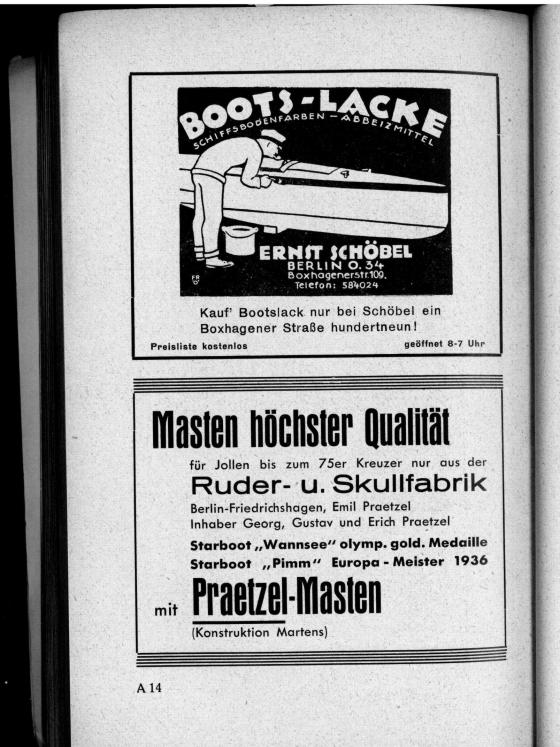 BOOTS-LACKE
SCHIFFSBODENFARBEN - ABBEIZMITTEL
ERNST SCHÖBEL
BERLIN O. 34
Boxhagenerstr. 109.
Telefon: 584024
FR
Kauf' Bootslack nur bei Schöbel ein
Boxhagener Straße hundertneun!
Preisliste kostenlos geöffnet 8-7 Uhr
Masten höchster Qualität
für Jollen bis zum 75er Kreuzer nur aus der
Ruder- u. Skullfabrik
Berlin-Friedrichshagen, Emil Praetzel
Inhaber Georg, Gustav und Erich Praetzel
Starboot „Wannsee" olymp. gold. Medaille
Starboot „Pimm" Europa-Meister 1936
mit Praetzel-Masten
(Konstruktion Martens)
A 14